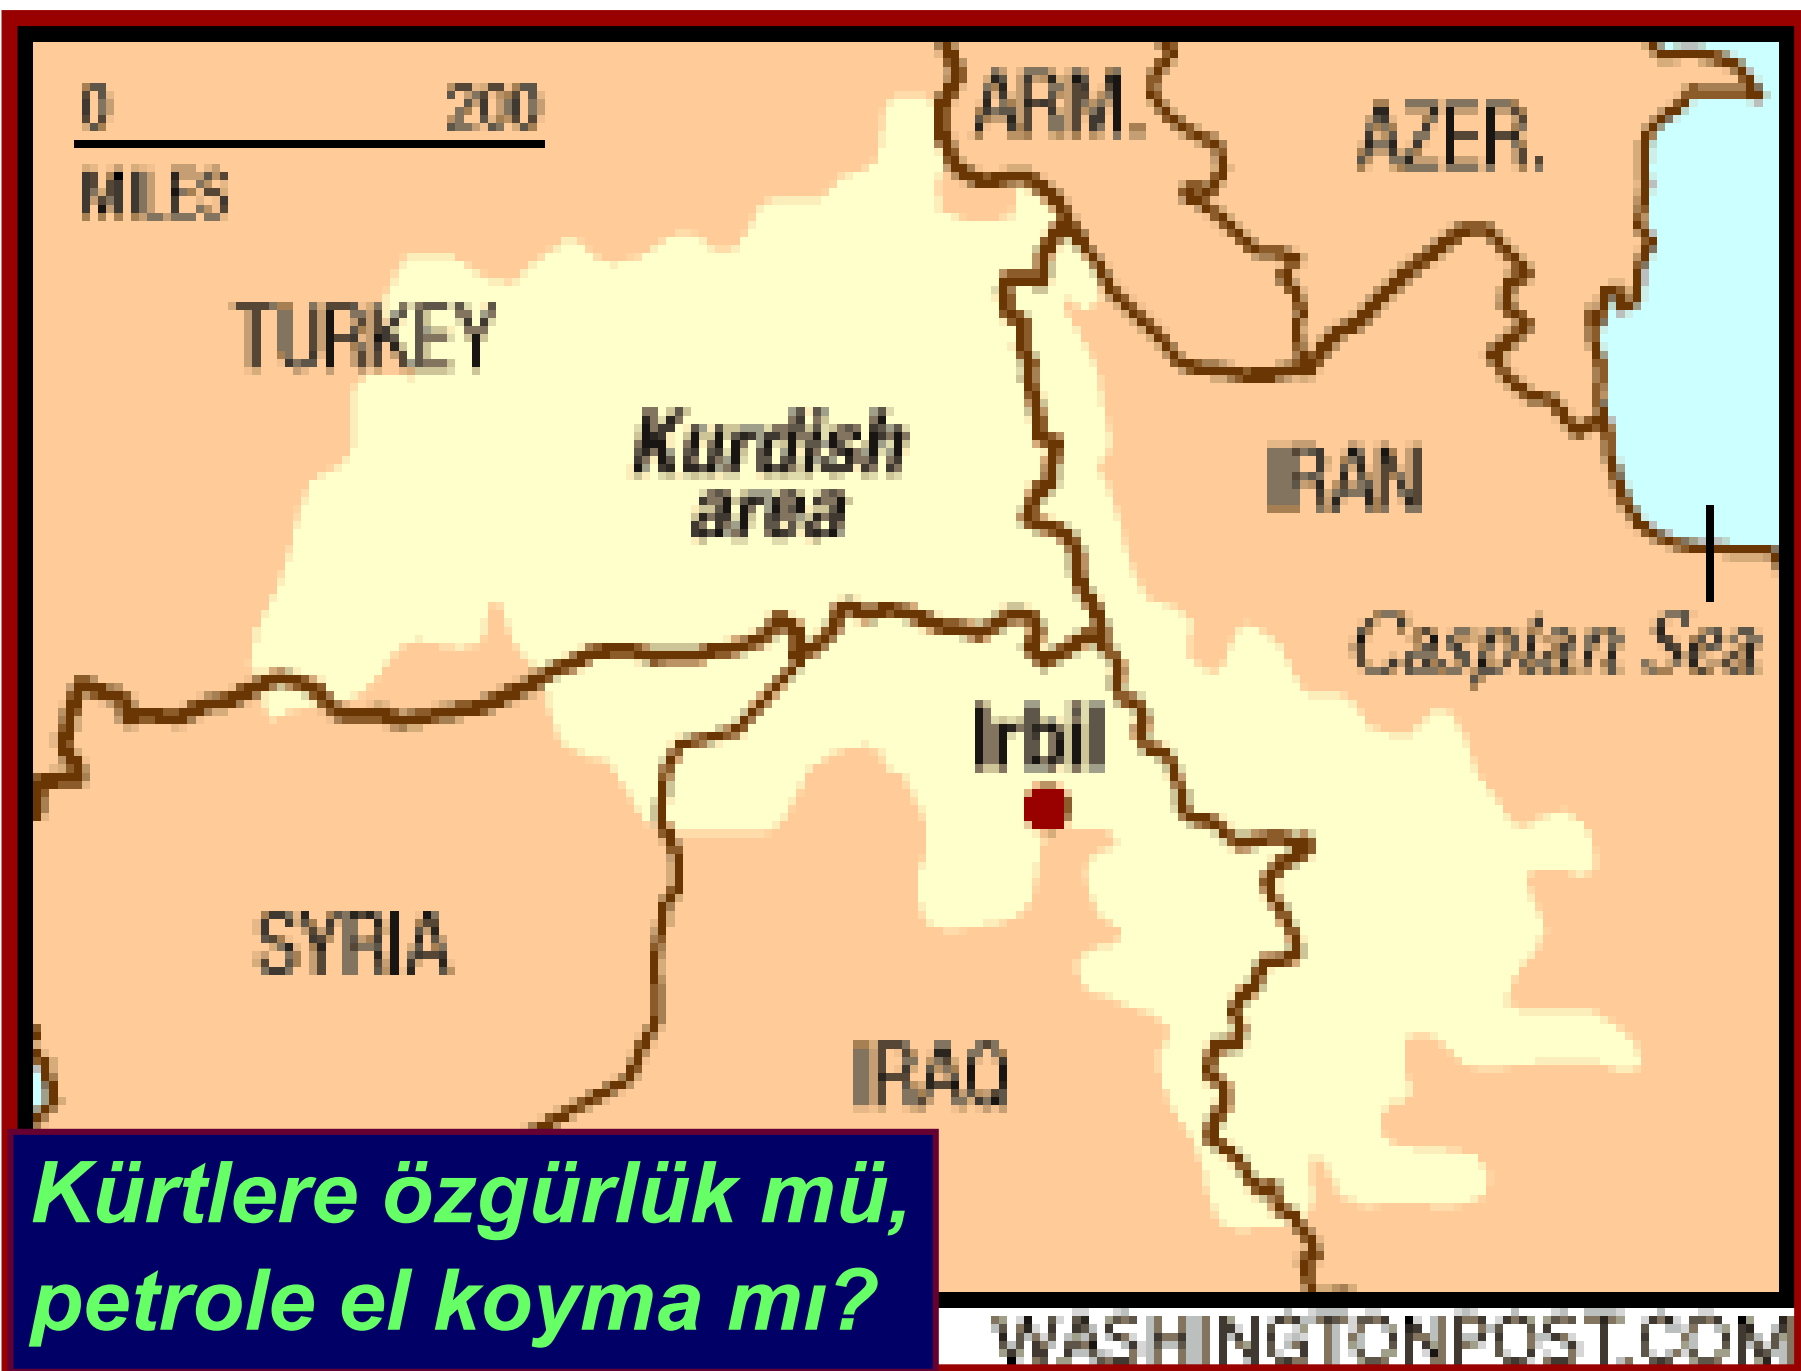 0 200
MILES
ARM.
AZER.
TURKEY
Kurdish
area
IRAN
Caspian Sea
Irbil
SYRIA
IRAQ
Kürtlere özgürlük mü,
petrole el koyma mı?
WASHINGTONPOST.COM